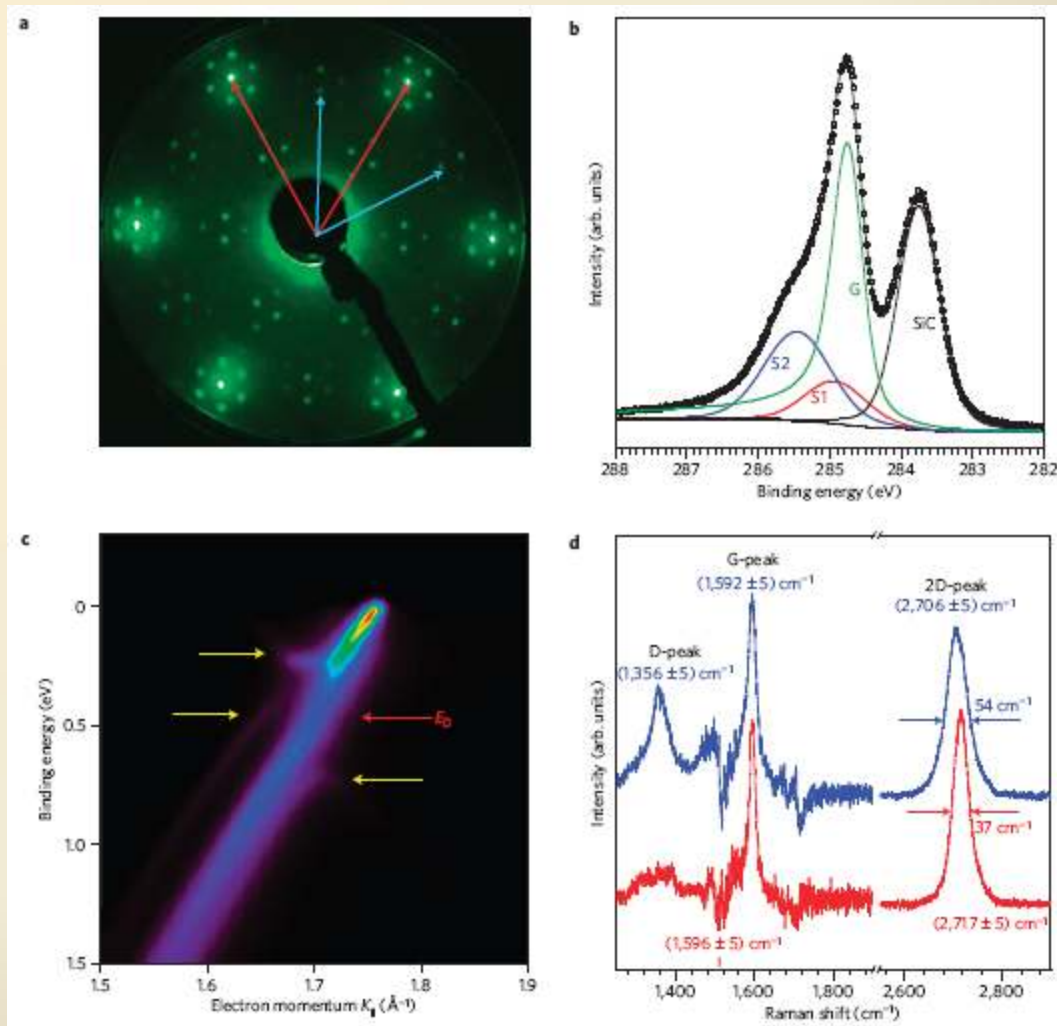 a
b
Intensity (arb. units)
G
SiC
S2
S1
288 287 286 285 284 283 282
Binding energy (eV)
c
Binding energy (eV)
0
0.5
1.0
1.5
E_D
1.5 1.6 1.7 1.8 1.9
Electron momentum K∥ (Å⁻¹)
d
Intensity (arb. units)
G-peak
(1,592 ±5) cm⁻¹
2D-peak
(2,706 ±5) cm⁻¹
D-peak
(1,356 ±5) cm⁻¹
54 cm⁻¹
37 cm⁻¹
(1,596 ±5) cm⁻¹
(2,717 ±5) cm⁻¹
1,400 1,600 1,800 2,600 2,800
Raman shift (cm⁻¹)